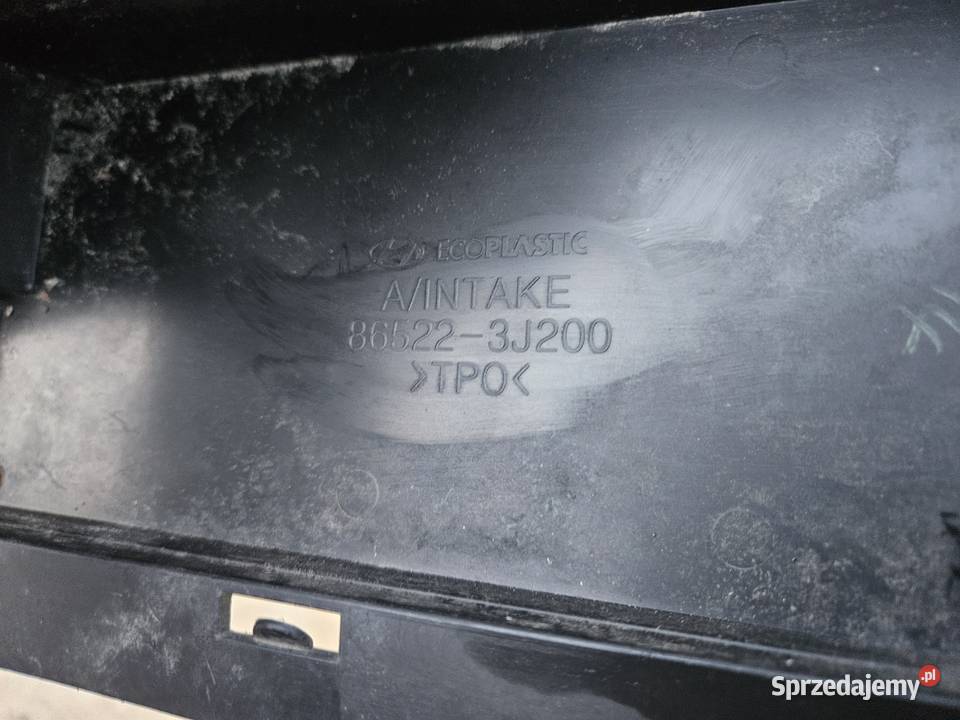 ECOPLASTIC
A/INTAKE
86522-3J200
>TPO<
Sprzedajemy.pl